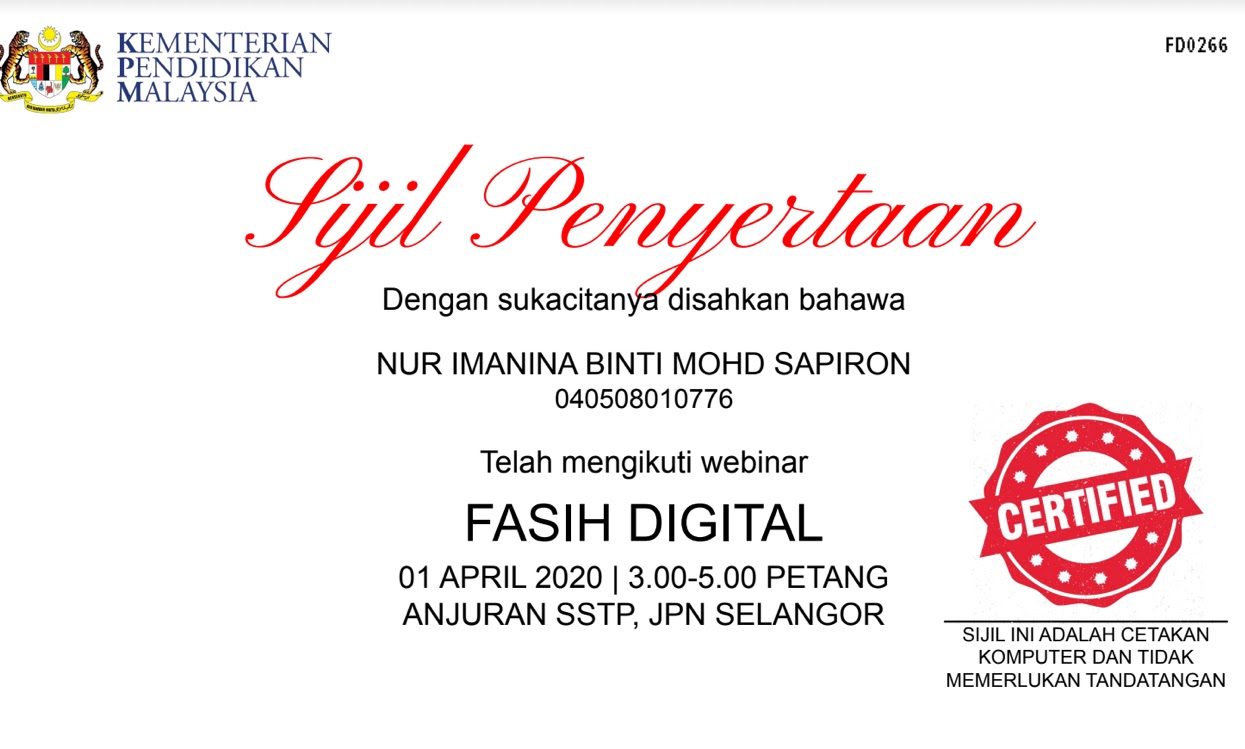 KEMENTERIAN
PENDIDIKAN
MALAYSIA
FD0266
Sijil Penyertaan
Dengan sukacitanya disahkan bahawa
NUR IMANINA BINTI MOHD SAPIRON
040508010776
Telah mengikuti webinar
FASIH DIGITAL
01 APRIL 2020 | 3.00-5.00 PETANG
ANJURAN SSTP, JPN SELANGOR
CERTIFIED
SIJIL INI ADALAH CETAKAN
KOMPUTER DAN TIDAK
MEMERLUKAN TANDATANGAN